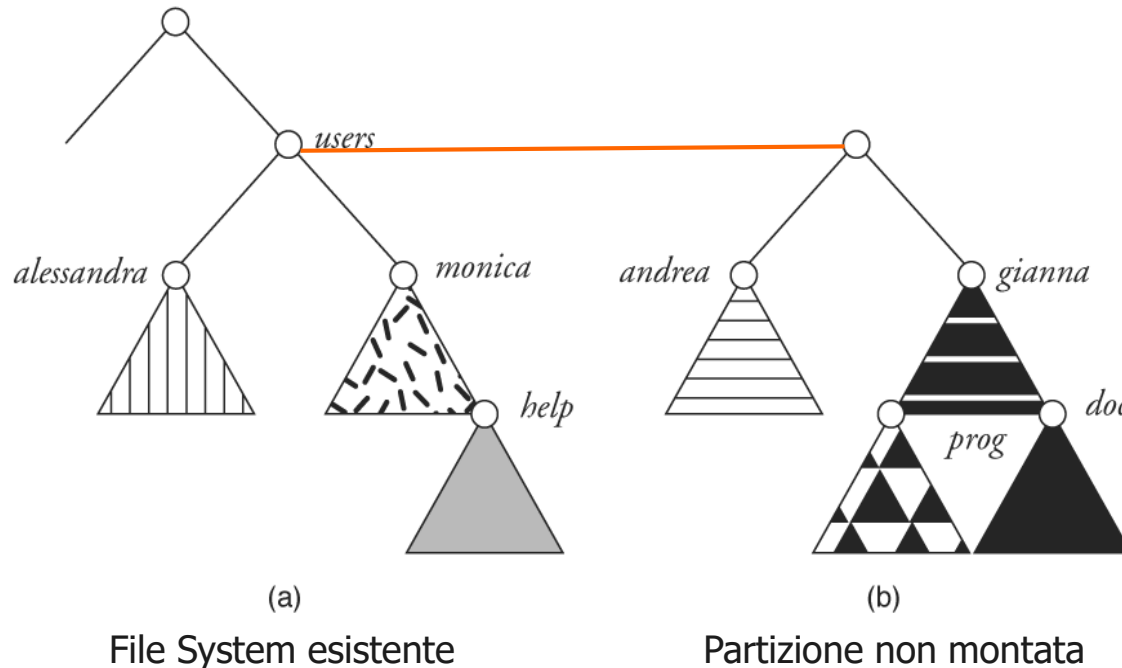 users
alessandra
monica
andrea
gianna
help
prog
(a)
(b)
File System esistente
Partizione non montata